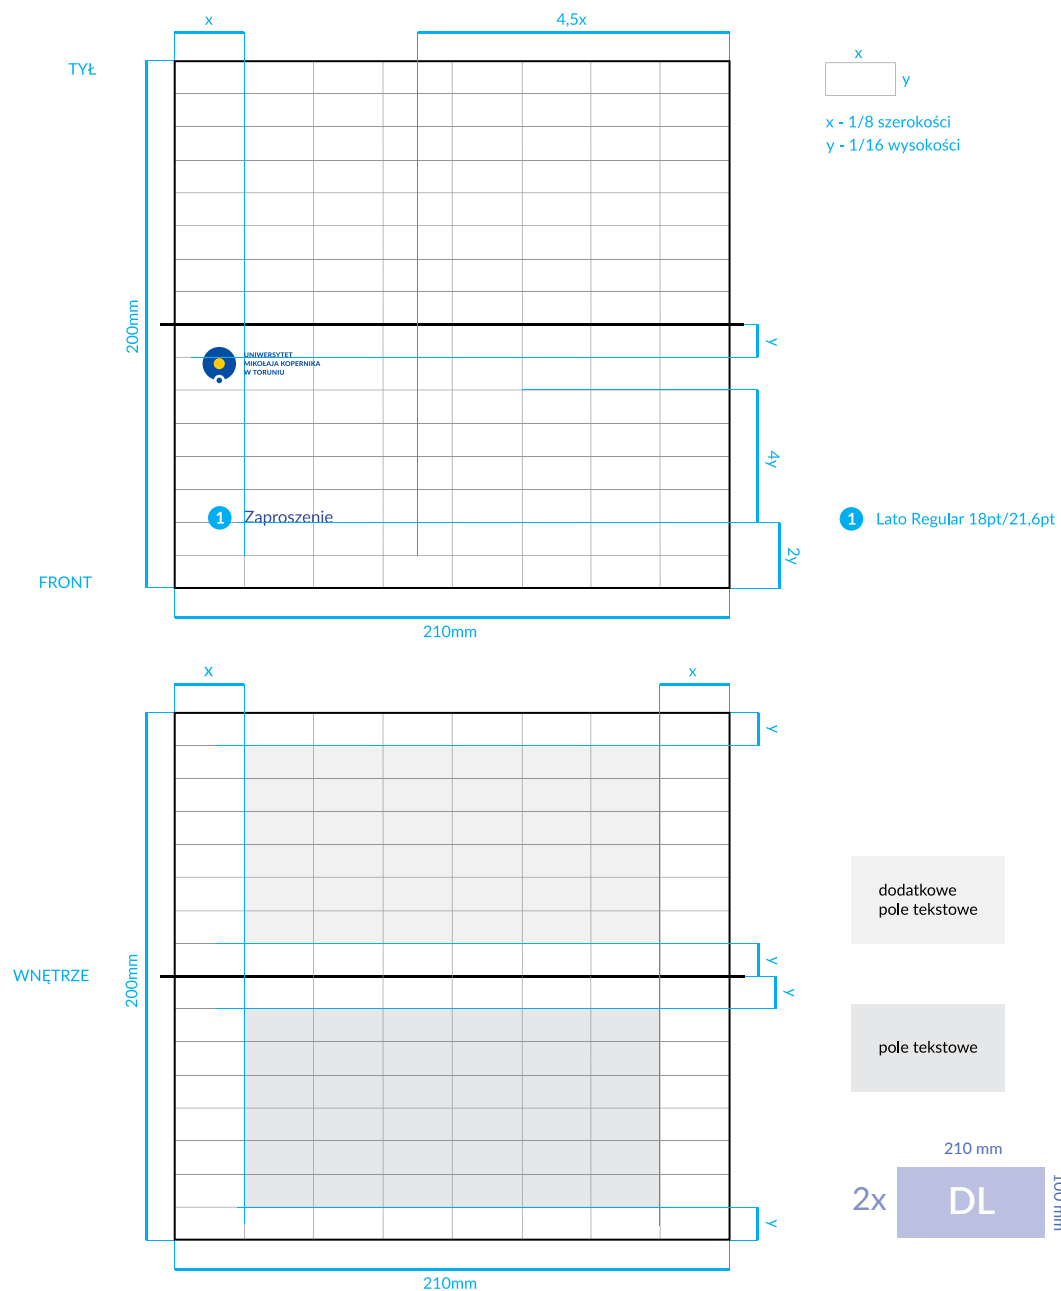 x
4,5x
TYŁ
x
y
x - 1/8 szerokości
y - 1/16 wysokości
200mm
y
UNIWERSYTET
MIKOŁAJA KOPERNIKA
W TORUNIU
4y
1 Zaproszenie
1 Lato Regular 18pt/21,6pt
2y
FRONT
210mm
x
x
y
dodatkowe
pole tekstowe
y
WNĘTRZE
200mm
y
pole tekstowe
210 mm
2x
DL
100 mm
y
210mm